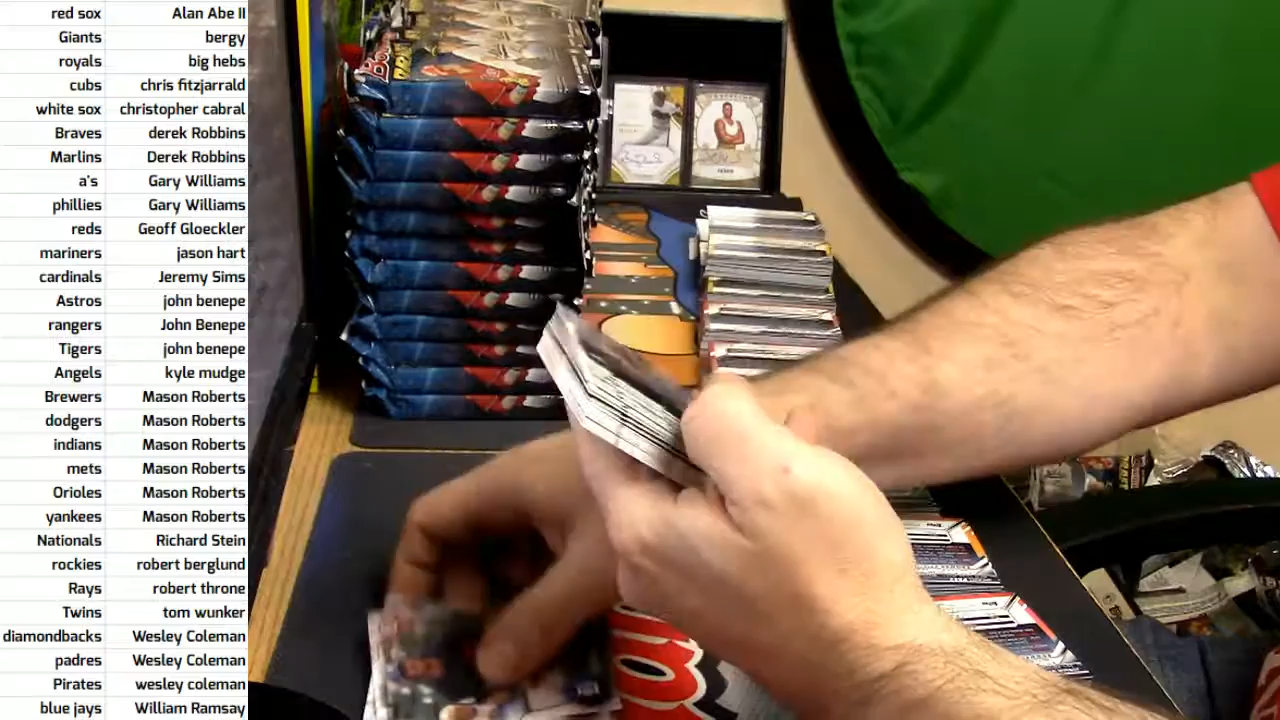 red sox Alan Abe II
Giants bergy
royals big hebs
cubs chris fitzjarrald
white sox christopher cabral
Braves derek Robbins
Marlins Derek Robbins
a's Gary Williams
phillies Gary Williams
reds Geoff Gloeckler
mariners jason hart
cardinals Jeremy Sims
Astros john benepe
rangers John Benepe
Tigers john benepe
Angels kyle mudge
Brewers Mason Roberts
dodgers Mason Roberts
indians Mason Roberts
mets Mason Roberts
Orioles Mason Roberts
yankees Mason Roberts
Nationals Richard Stein
rockies robert berglund
Rays robert throne
Twins tom wunker
diamondbacks Wesley Coleman
padres Wesley Coleman
Pirates wesley coleman
blue jays William Ramsay